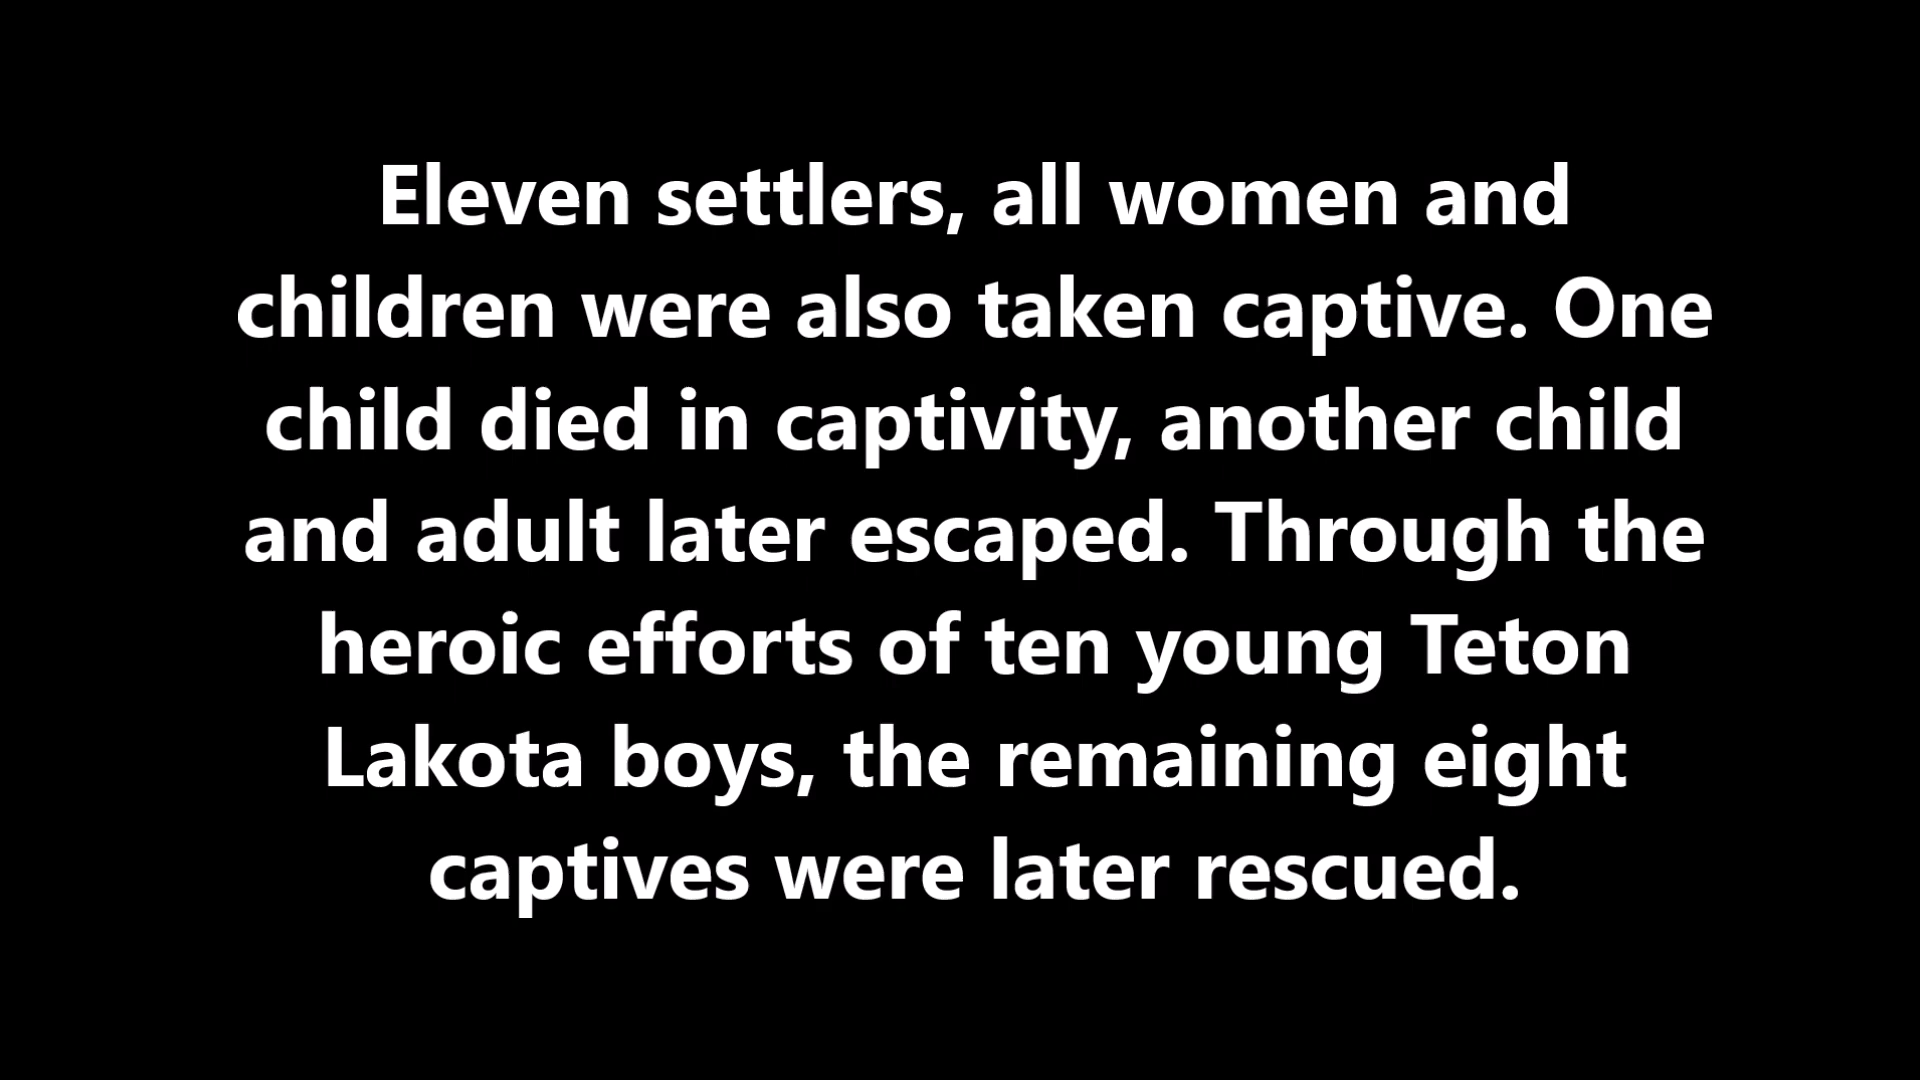 Eleven settlers, all women and
children were also taken captive. One
child died in captivity, another child
and adult later escaped. Through the
heroic efforts of ten young Teton
Lakota boys, the remaining eight
captives were later rescued.